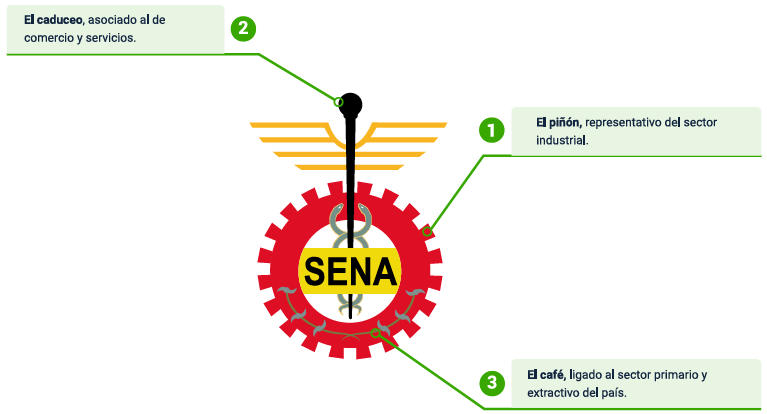 El caduceo, asociado al de
comercio y servicios.
2
1
El piñón, representativo del sector
industrial.
SENA
3
El café, ligado al sector primario y
extractivo del país.